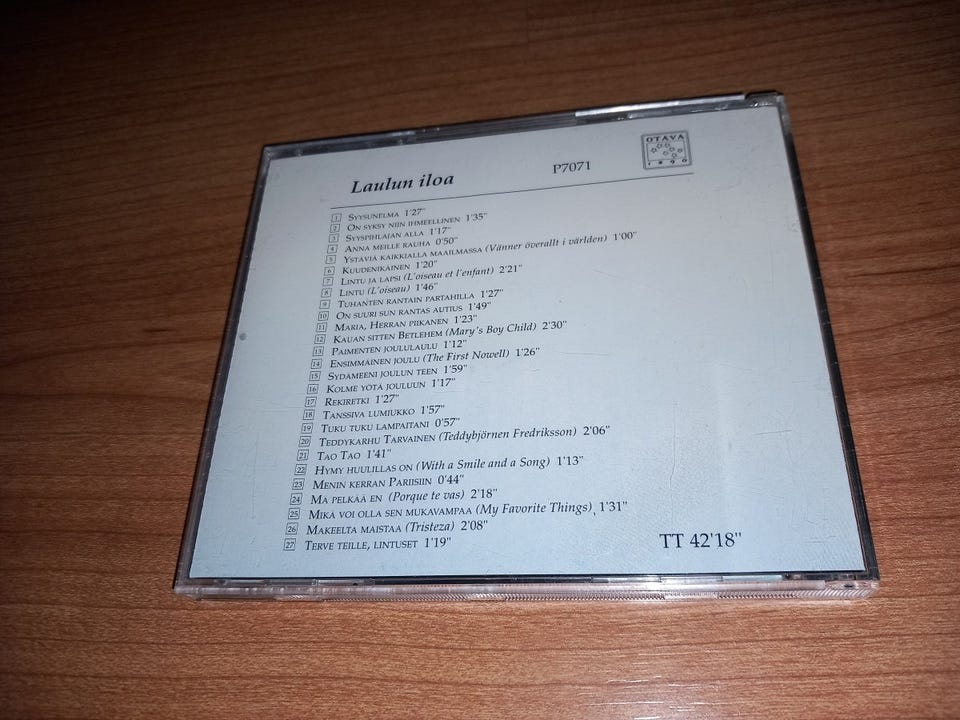 Laulun iloa
P7071
OTAVA
1890
1 SYYSUNELMA 1'27"
2 ON SYKSY NIIN IHMEELLINEN 1'35"
3 SYYSPIHLAJAN ALLA 1'17"
4 ANNA MEILLE RAUHA 0'50"
5 YSTÄVIÄ KAIKKIALLA MAAILMASSA (Vänner överallt i världen) 1'00"
6 KUUDENIKÄINEN 1'20"
7 LINTU JA LAPSI (L'oiseau et l'enfant) 2'21"
8 LINTU (L'oiseau) 1'46"
9 TUHANTEN RANTAIN PARTAHILLA 1'27"
10 ON SUURI SUN RANTAS AUTIUS 1'49"
11 MARIA, HERRAN PIIKANEN 1'23"
12 KAUAN SITTEN BETLEHEM (Mary's Boy Child) 2'30"
13 PAIMENTEN JOULULAULU 1'12"
14 ENSIMMÄINEN JOULU (The First Nowell) 1'26"
15 SYDÄMEENI JOULUN TEEN 1'59"
16 KOLME YÖTÄ JOULUUN 1'17"
17 REKIRETKI 1'27"
18 TANSSIVA LUMIUKKO 1'57"
19 TUKU TUKU LAMPAITANI 0'57"
20 TEDDYKARHU TARVAINEN (Teddybjörnen Fredriksson) 2'06"
21 TAO TAO 1'41"
22 HYMY HUULILLAS ON (With a Smile and a Song) 1'13"
23 MENIN KERRAN PARIISIIN 0'44"
24 MÄ PELKÄÄ EN (Porque te vas) 2'18"
25 MIKÄ VOI OLLA SEN MUKAVAMPAA (My Favorite Things) 1'31"
26 MAKEELTA MAISTAA (Tristeza) 2'08"
27 TERVE TEILLE, LINTUSET 1'19"
TT 42'18"